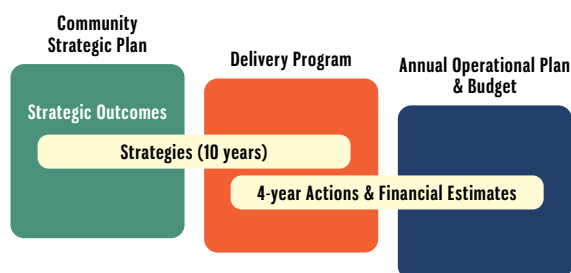 Community
Strategic Plan
Delivery Program
Annual Operational Plan
& Budget
Strategic Outcomes
Strategies (10 years)
4-year Actions & Financial Estimates